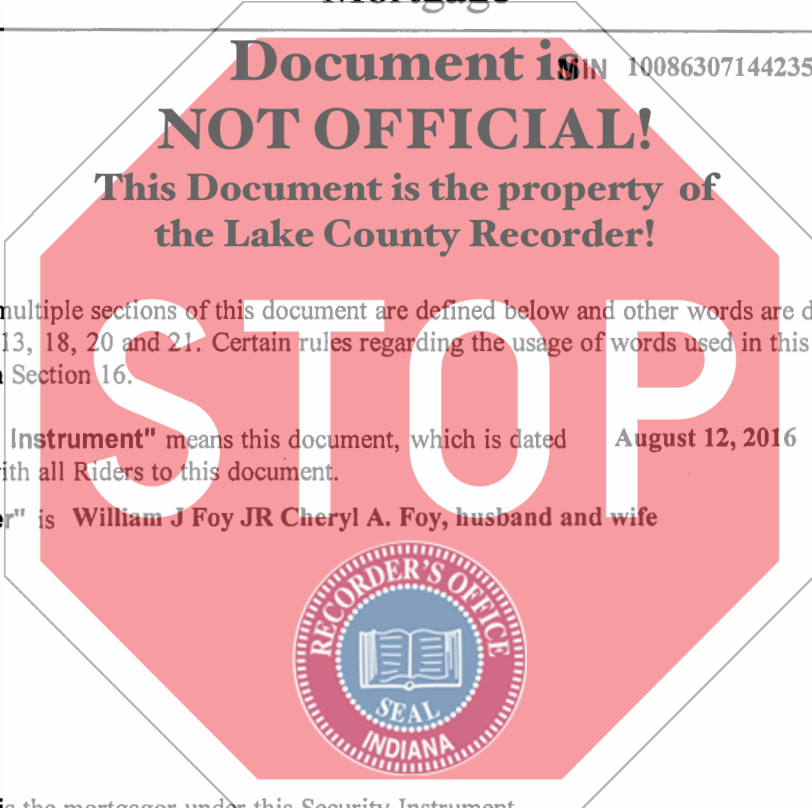 Mortgage
Document is
MIN 10086307144235
NOT OFFICIAL!
This Document is the property of
the Lake County Recorder!
multiple sections of this document are defined below and other words are d
13, 18, 20 and 21. Certain rules regarding the usage of words used in this
Section 16.
STOP
Instrument" means this document, which is dated August 12, 2016
ith all Riders to this document.
er" is William J Foy JR Cheryl A. Foy, husband and wife
RECORDER'S OFFICE
SEAL
INDIANA
is the mortgagor under this Security Instrument